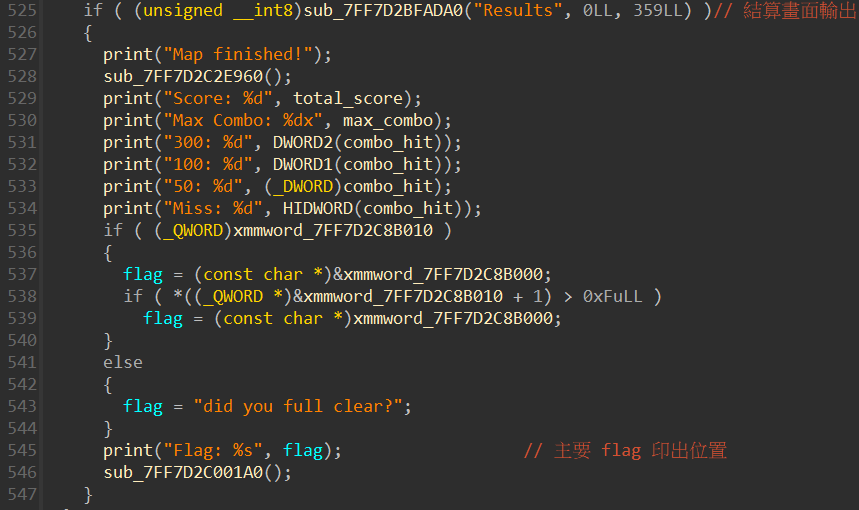 525 if ( (unsigned __int8)sub_7FF7D2BFADA0("Results", 0LL, 359LL) )// 結算畫面輸出
526 {
527 print("Map finished!");
528 sub_7FF7D2C2E960();
529 print("Score: %d", total_score);
530 print("Max Combo: %dx", max_combo);
531 print("300: %d", DWORD2(combo_hit));
532 print("100: %d", DWORD1(combo_hit));
533 print("50: %d", (_DWORD)combo_hit);
534 print("Miss: %d", HIDWORD(combo_hit));
535 if ( (_QWORD)xmmword_7FF7D2C8B010 )
536 {
537 flag = (const char *)&xmmword_7FF7D2C8B000;
538 if ( *((_QWORD *)&xmmword_7FF7D2C8B010 + 1) > 0xFuLL )
539 flag = (const char *)xmmword_7FF7D2C8B000;
540 }
541 else
542 {
543 flag = "did you full clear?";
544 }
545 print("Flag: %s", flag); // 主要 flag 印出位置
546 sub_7FF7D2C001A0();
547 }